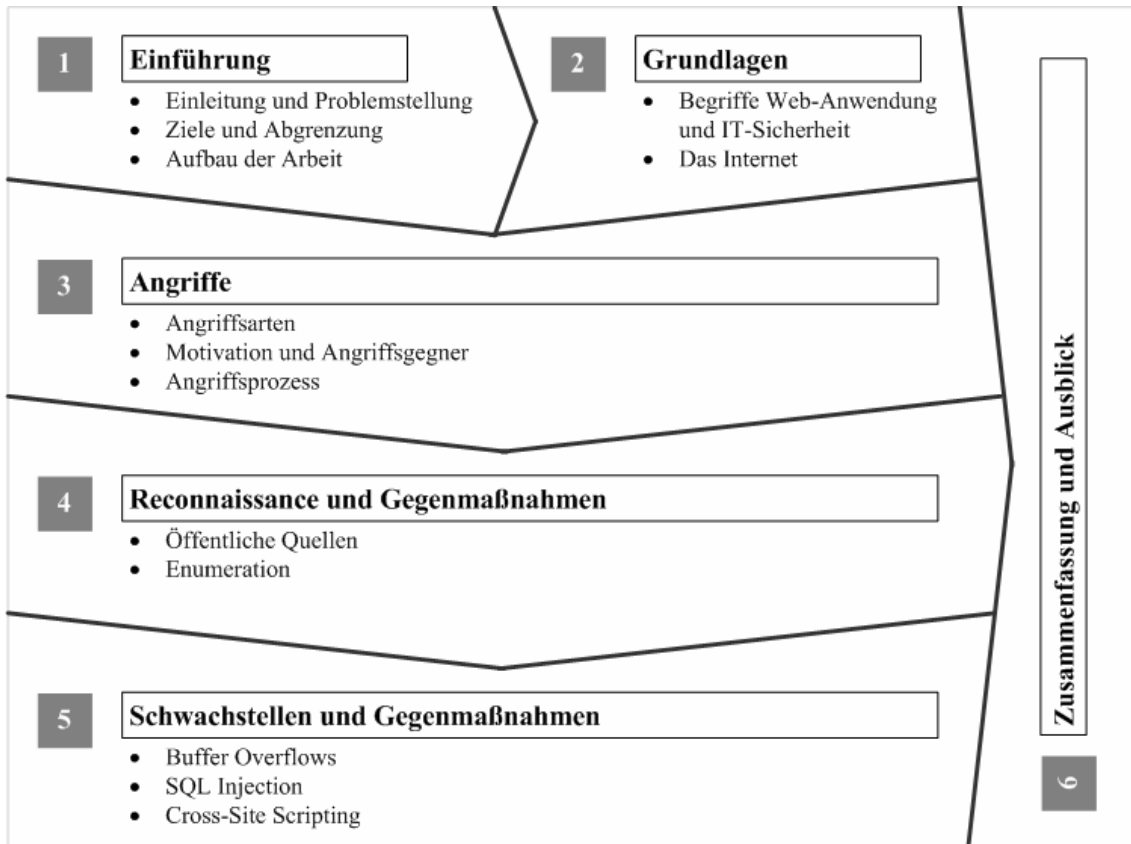 1
Einführung
• Einleitung und Problemstellung
• Ziele und Abgrenzung
• Aufbau der Arbeit
2
Grundlagen
• Begriffe Web-Anwendung
und IT-Sicherheit
• Das Internet
3
Angriffe
• Angriffsarten
• Motivation und Angriffsgegner
• Angriffsprozess
4
Reconnaissance und Gegenmaßnahmen
• Öffentliche Quellen
• Enumeration
5
Schwachstellen und Gegenmaßnahmen
• Buffer Overflows
• SQL Injection
• Cross-Site Scripting
6
Zusammenfassung und Ausblick